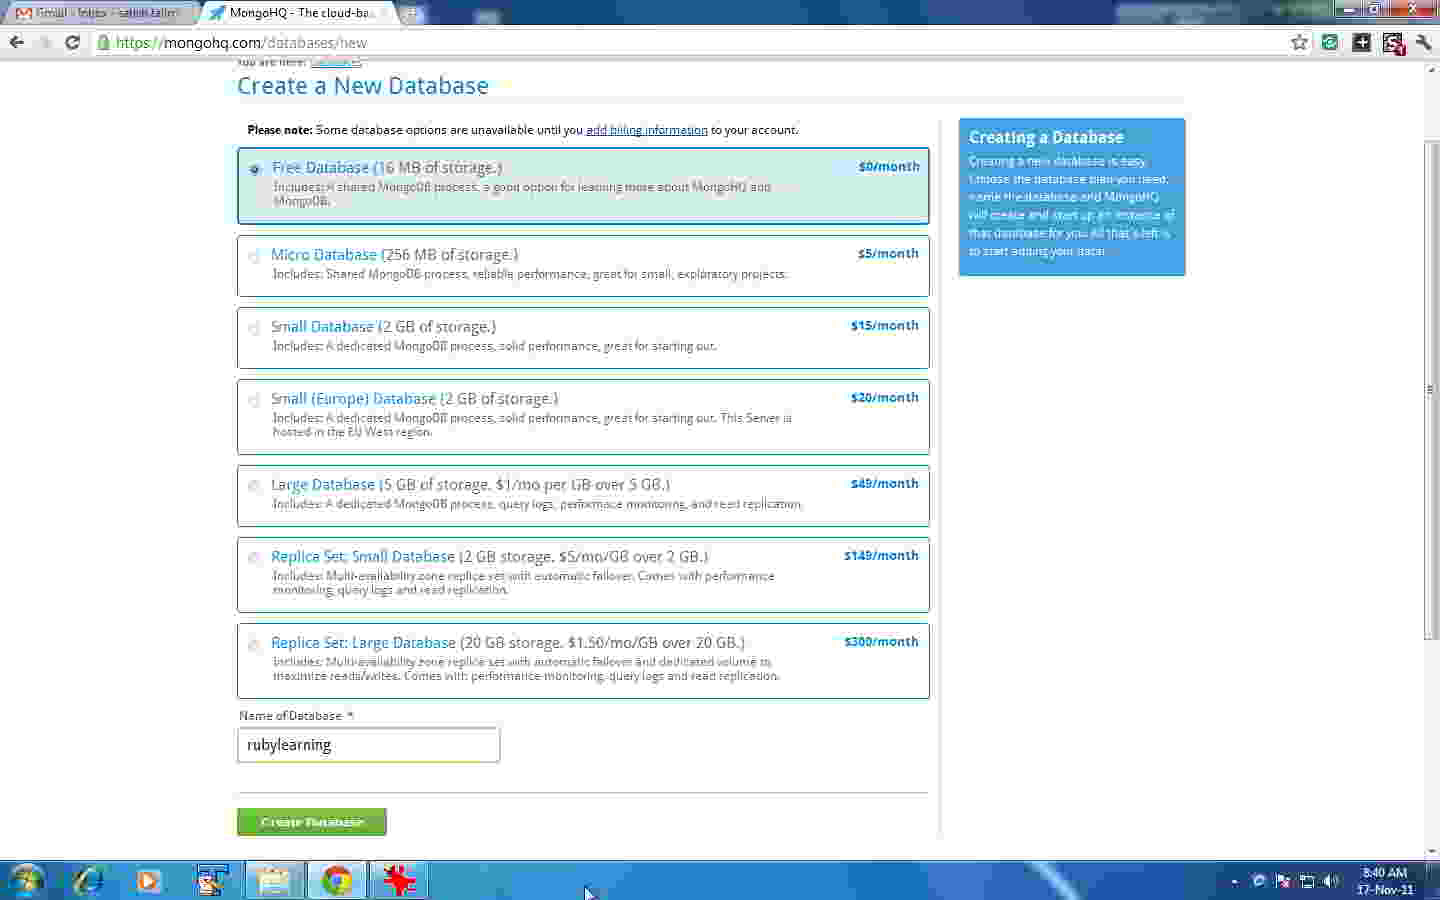 Gmail - Inbox -
MongoHQ - The cloud-ba
https://mongohq.com/databases/new
You are here: Databases
Create a New Database
Please note: Some database options are unavailable until you add billing information to your account.
Free Database (16 MB of storage.)
$0/month
Includes: A shared MongoDB process, a good option for learning more about MongoHQ and
MongoDB.
Micro Database (256 MB of storage.)
$5/month
Includes: Shared MongoDB process, reliable performance, great for small, exploratory projects.
Small Database (2 GB of storage.)
$15/month
Includes: A dedicated MongoDB process, solid performance, great for starting out.
Small (Europe) Database (2 GB of storage.)
$20/month
Includes: A dedicated MongoDB process, solid performance, great for starting out. This Server is
hosted in the EU West region.
Large Database (5 GB of storage. $1/mo per GB over 5 GB.)
$49/month
Includes: A dedicated MongoDB process, query logs, performace monitoring, and read replication.
Replica Set: Small Database (2 GB storage. $5/mo/GB over 2 GB.)
$149/month
Includes: Multi-availability zone replica set with automatic failover. Comes with performance
monitoring, query logs and read replication.
Replica Set: Large Database (20 GB storage. $1.50/mo/GB over 20 GB.)
$300/month
Includes: Multi-availability zone replica set with automatic failover and dedicated volume to
maximize reads/writes. Comes with performance monitoring, query logs and read replication.
Name of Database *
rubylearning
Create Database
Creating a Database
Creating a new database is easy.
Choose the database plan you need,
name the database and MongoHQ
will create and start up an instance of
that database for you. All that's left is
to start adding your data!
8:40 AM
17-Nov-11